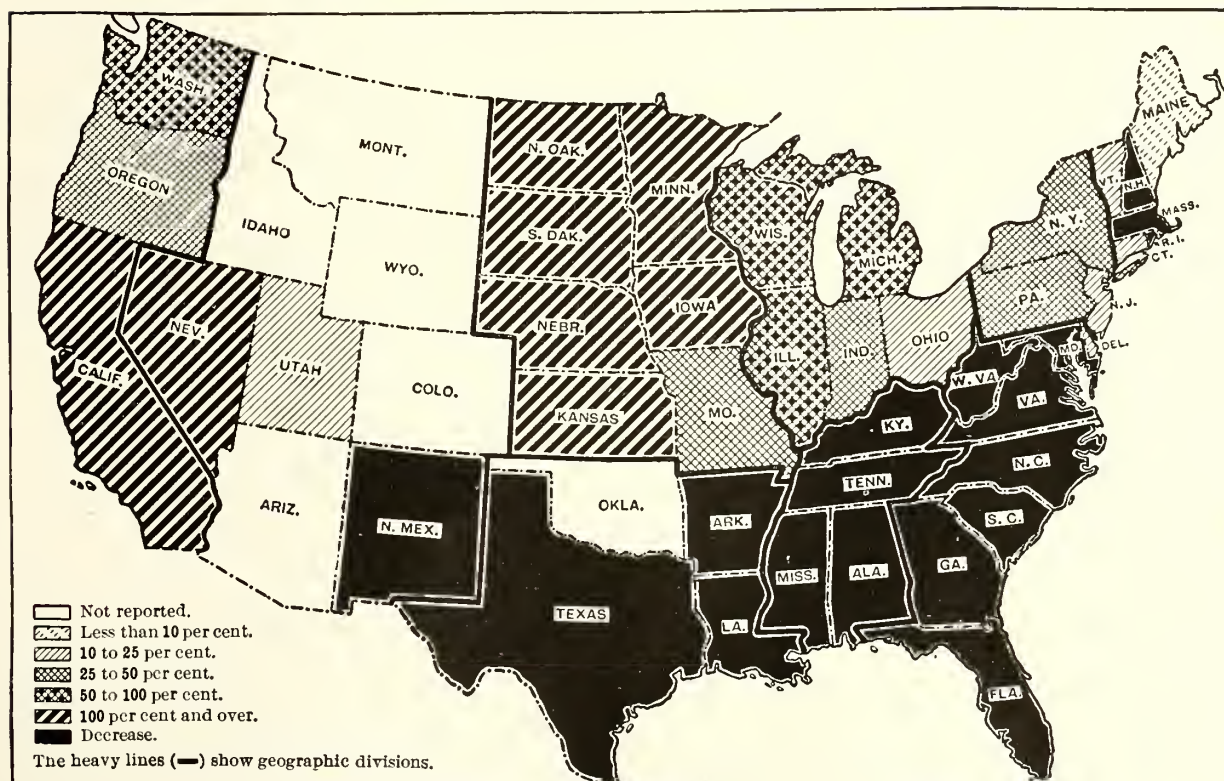 WASH.
MAINE
MONT.
N. OAK.
MINN.
VT.
N.H.
OREGON
MASS.
N.Y.
IDAHO
S. DAK.
WIS.
R.I.
MICH.
CT.
WYO.
PA.
IOWA
N.J.
NEBR.
NEV.
OHIO
IND.
ILL.
MD.
DEL.
UTAH
CALIF.
W. VA.
COLO.
VA.
MO.
KANSAS
KY.
N.C.
TENN.
ARIZ.
OKLA.
ARK.
N. MEX.
S.C.
GA.
MISS.
ALA.
TEXAS
LA.
FLA.
Not reported.
Less than 10 per cent.
10 to 25 per cent.
25 to 50 per cent.
50 to 100 per cent.
100 per cent and over.
Decrease.
The heavy lines (━) show geographic divisions.